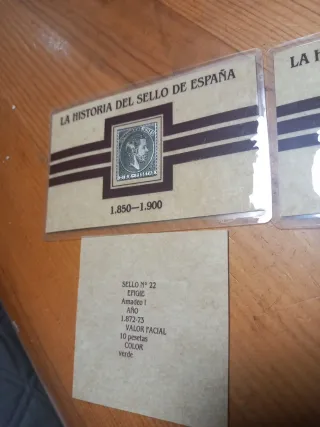 LA HISTORIA DEL SELLO DE ESPAÑA
1.850—1.900
LA H
SELLO Nº 22
EFIGIE
Amadeo I
AÑO
1.872-73
VALOR FACIAL
10 pesetas
COLOR
verde